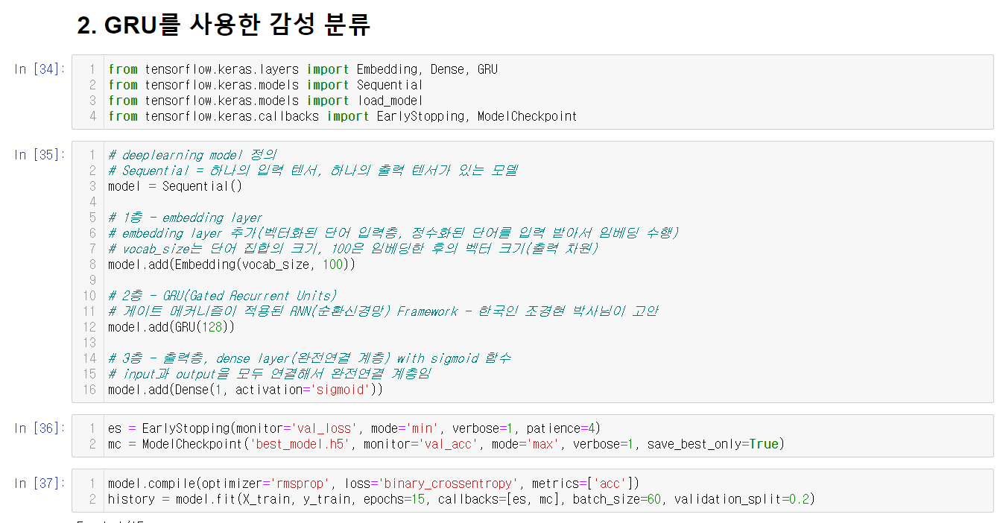 2. GRU를 사용한 감성 분류
In [34]:
1 from tensorflow.keras.layers import Embedding, Dense, GRU
2 from tensorflow.keras.models import Sequential
3 from tensorflow.keras.models import load_model
4 from tensorflow.keras.callbacks import EarlyStopping, ModelCheckpoint
In [35]:
1 # deeplearning model 정의
2 # Sequential = 하나의 입력 텐서, 하나의 출력 텐서가 있는 모델
3 model = Sequential()
4
5 # 1층 - embedding layer
6 # embedding layer 추가(벡터화된 단어 입력층, 정수화된 단어를 입력 받아서 임베딩 수행)
7 # vocab_size는 단어 집합의 크기, 100은 임베딩한 후의 벡터 크기(출력 차원)
8 model.add(Embedding(vocab_size, 100))
9
10 # 2층 - GRU(Gated Recurrent Units)
11 # 게이트 메커니즘이 적용된 RNN(순환신경망) Framework - 한국인 조경현 박사님이 고안
12 model.add(GRU(128))
13
14 # 3층 - 출력층, dense layer(완전연결 계층) with sigmoid 함수
15 # input과 output을 모두 연결해서 완전연결 계층임
16 model.add(Dense(1, activation='sigmoid'))
In [36]:
1 es = EarlyStopping(monitor='val_loss', mode='min', verbose=1, patience=4)
2 mc = ModelCheckpoint('best_model.h5', monitor='val_acc', mode='max', verbose=1, save_best_only=True)
In [37]:
1 model.compile(optimizer='rmsprop', loss='binary_crossentropy', metrics=['acc'])
2 history = model.fit(X_train, y_train, epochs=15, callbacks=[es, mc], batch_size=60, validation_split=0.2)